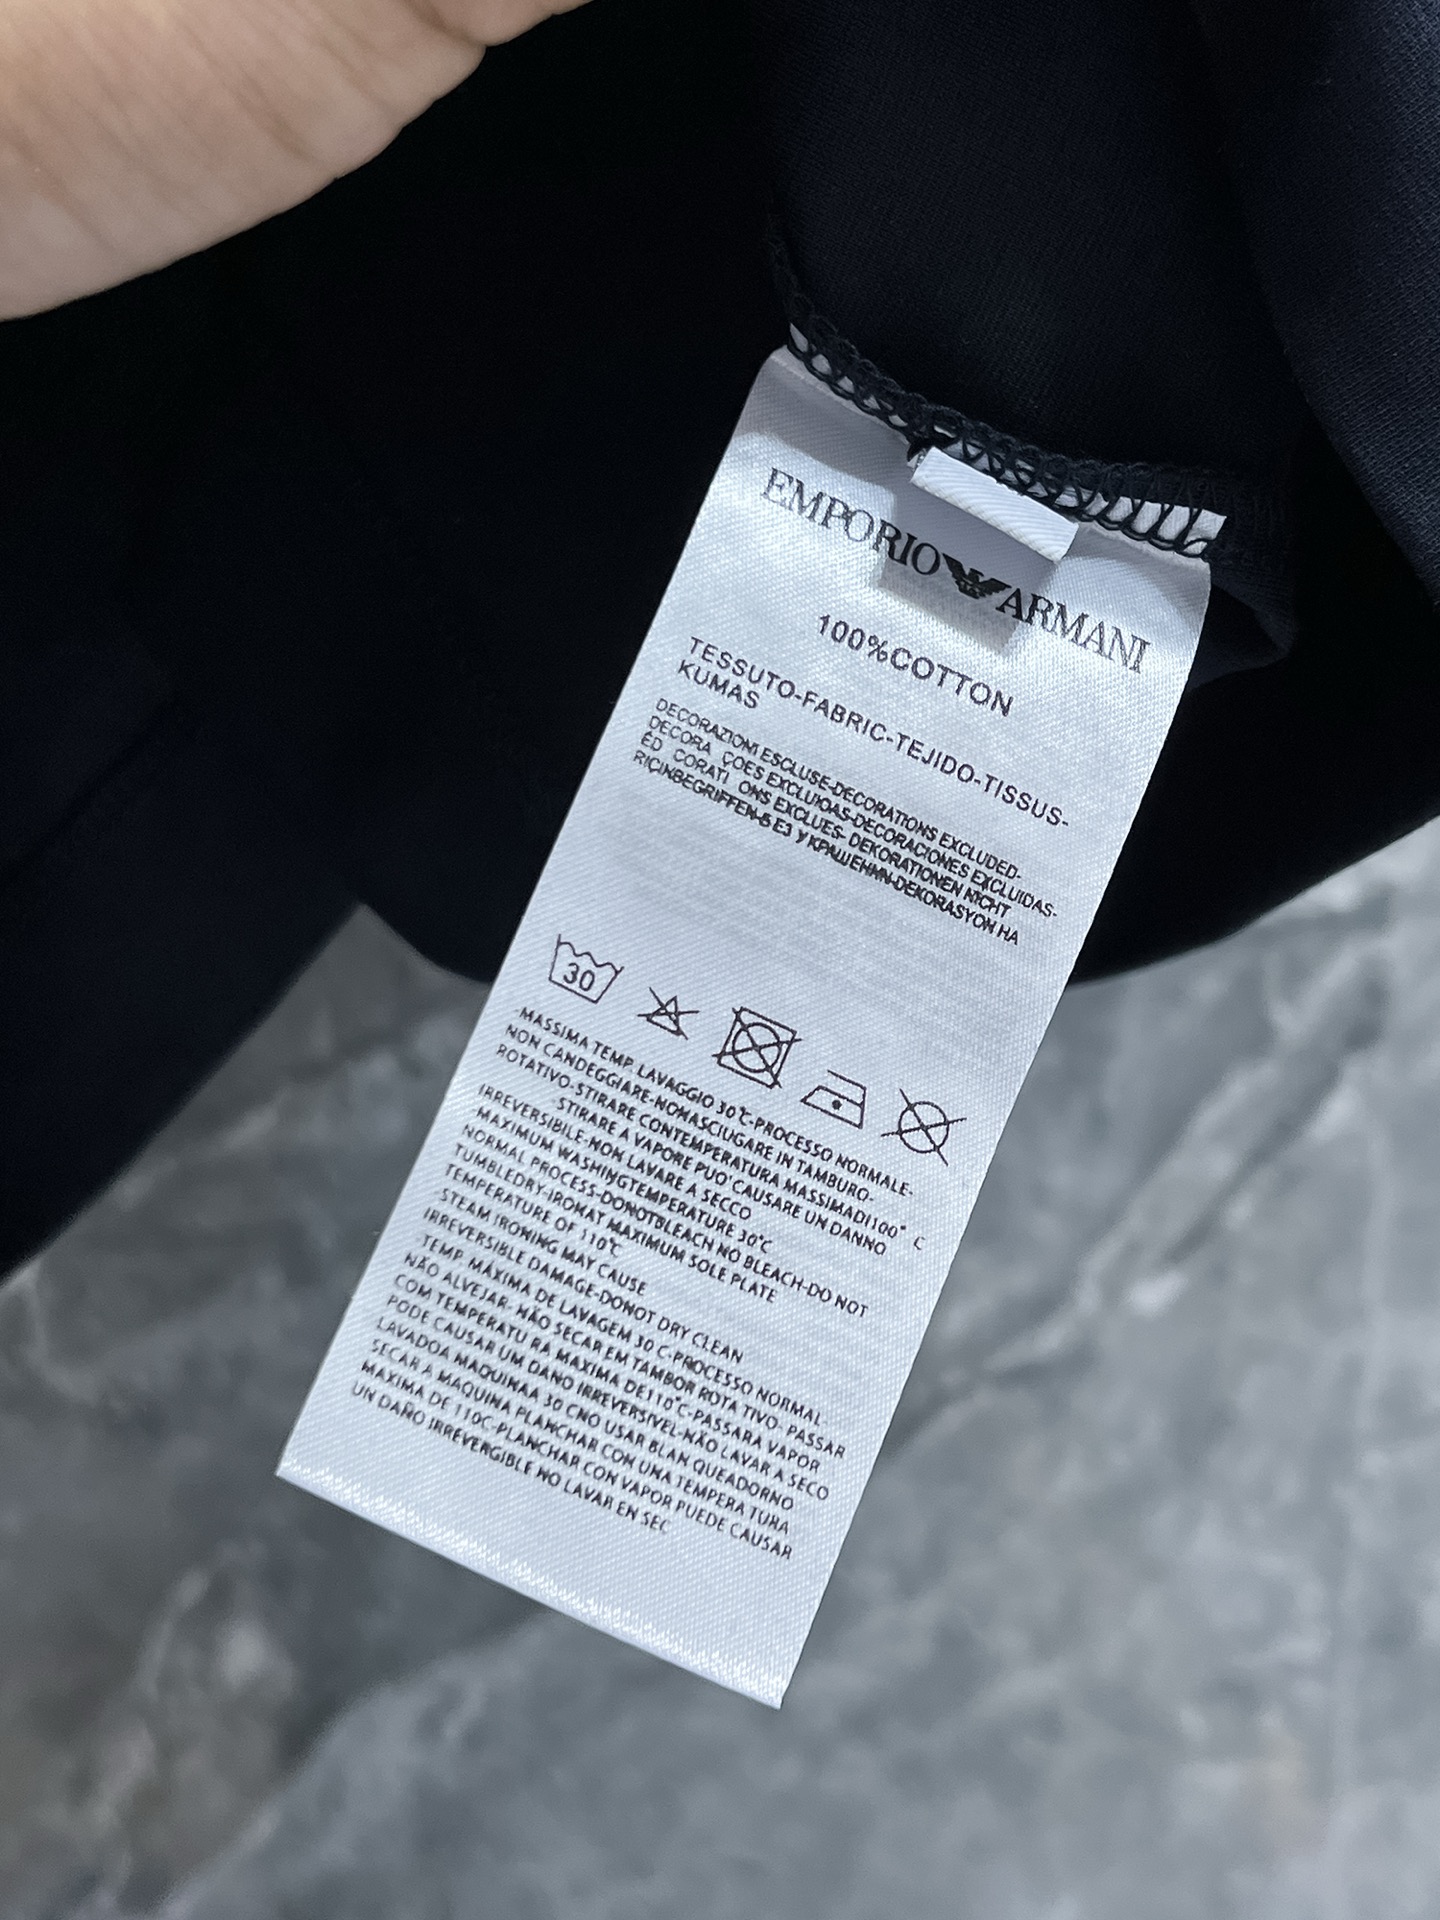 EMPORIO ARMANI
100%COTTON
TESSUTO-FABRIC-TEJIDO-TISSUS-
KUMAS
DECORAZIONI ESCLUSE-DECORATIONS EXCLUDED-
DECORA ÇOES EXCLUIDAS-DECORACIONES EXCLUIDAS-
ÉD CORATI ONS EXCLUES- DEKORATIONEN NICHT
RIÇINBEGRIFFEN-Б ЕЗ УКРАШЕНИИ-DEKORASYON HA
30
-MASSIMA TEMP. LAVAGGIO 30℃-PROCESSO NORMALE-
NON CANDEGGIARE-NOMASCIUGARE IN TAMBURO-
ROTATIVO-STIRARE CONTEMPERATURA MASSIMADI100° C
-STIRARE A VAPORE PUO' CAUSARE UN DANNO
IRREVERSIBILE-NON LAVARE A SECCO
-MAXIMUM WASHINGTEMPERATURE 30℃
NORMAL PROCESS-DONOTBLEACH NO BLEACH-DO NOT
TUMBLEDRY-IROMAT MAXIMUM SOLE PLATE
TEMPERATURE OF 110℃
STEAM IRONING MAY CAUSE
IRREVERSIBLE DAMAGE-DONOT DRY CLEAN
-TEMP. MÁXIMA DE LAVAGEM 30 C-PROCESSO NORMAL-
NÃO ALVEJAR- NÃO SECAR EM TAMBOR ROTA TIVO- PASSAR
COM TEMPERATU RA MAXIMA DE110℃-PASSARA VAPOR
PODE CAUSAR UM DANO IRREVERSIVEL-NÃO LAVAR A SECO
LAVADOA MAQUINAA 30 CNO USAR BLAN QUEADORNO
SECAR A MAQUINA PLANCHAR CON UNA TEMPERA TURA
MAXIMA DE 110C-PLANCHAR CON VAPOR PUEDE CAUSAR
UN DAÑO IRREVERGIBLE NO LAVAR EN SEC